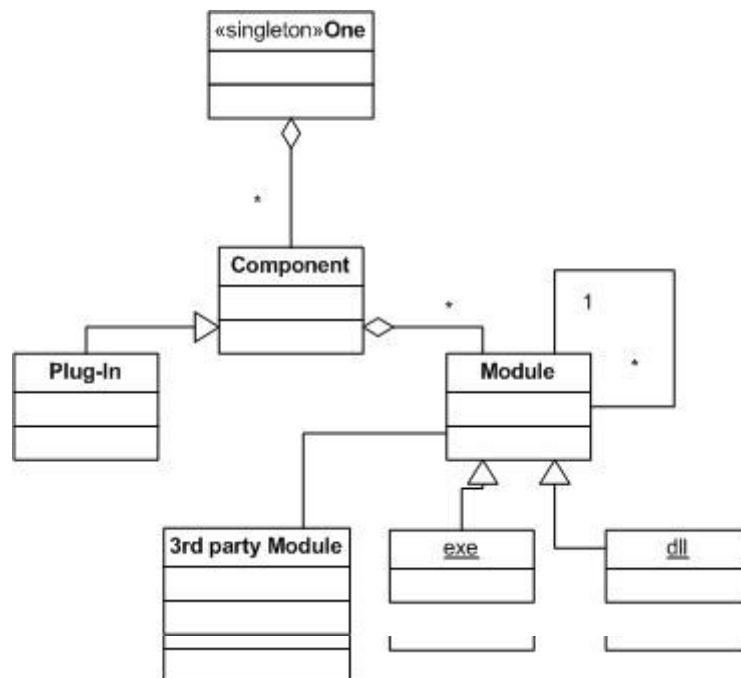 «singleton»One
*
Component
*
1
Plug-In
Module
*
3rd party Module
exe
dll